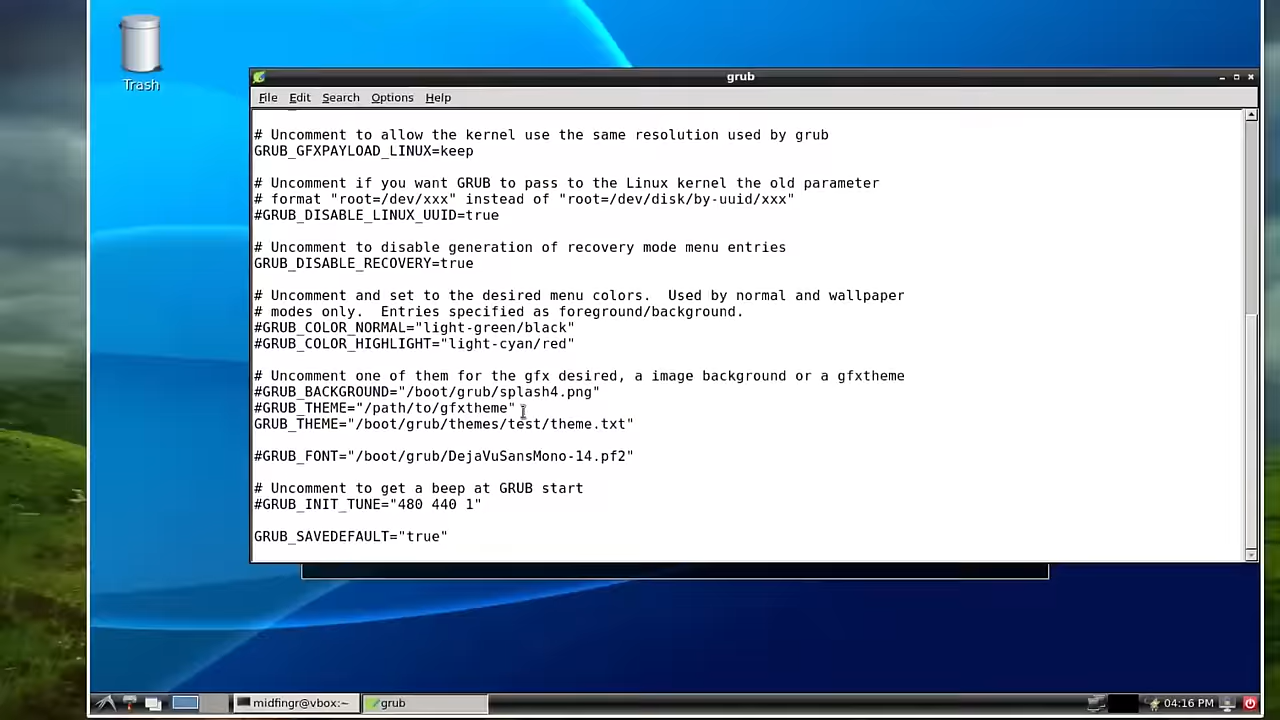 Trash
grub
File Edit Search Options Help
# Uncomment to allow the kernel use the same resolution used by grub
GRUB_GFXPAYLOAD_LINUX=keep
# Uncomment if you want GRUB to pass to the Linux kernel the old parameter
# format "root=/dev/xxx" instead of "root=/dev/disk/by-uuid/xxx"
#GRUB_DISABLE_LINUX_UUID=true
# Uncomment to disable generation of recovery mode menu entries
GRUB_DISABLE_RECOVERY=true
# Uncomment and set to the desired menu colors.  Used by normal and wallpaper
# modes only.  Entries specified as foreground/background.
#GRUB_COLOR_NORMAL="light-green/black"
#GRUB_COLOR_HIGHLIGHT="light-cyan/red"
# Uncomment one of them for the gfx desired, a image background or a gfxtheme
#GRUB_BACKGROUND="/boot/grub/splash4.png"
#GRUB_THEME="/path/to/gfxtheme"
GRUB_THEME="/boot/grub/themes/test/theme.txt"
#GRUB_FONT="/boot/grub/DejaVuSansMono-14.pf2"
# Uncomment to get a beep at GRUB start
#GRUB_INIT_TUNE="480 440 1"
GRUB_SAVEDEFAULT="true"
midfingr@vbox:~ grub 04:16 PM